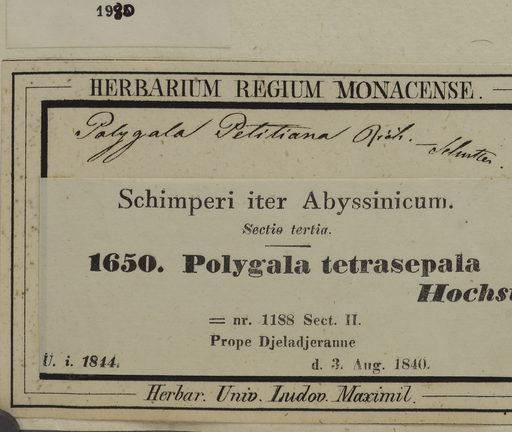 1980
HERBARIUM REGIUM MONACENSE.
Polygala Petitiana Rich.
Schimperi iter Abyssinicum.
Sectio tertia.
1650. Polygala tetrasepala
Hochst
= nr. 1188 Sect. II.
Prope Djeladjeranne
U. i. 1844. d. 3. Aug. 1840.
Herbar. Univ. Ludov. Maximil.